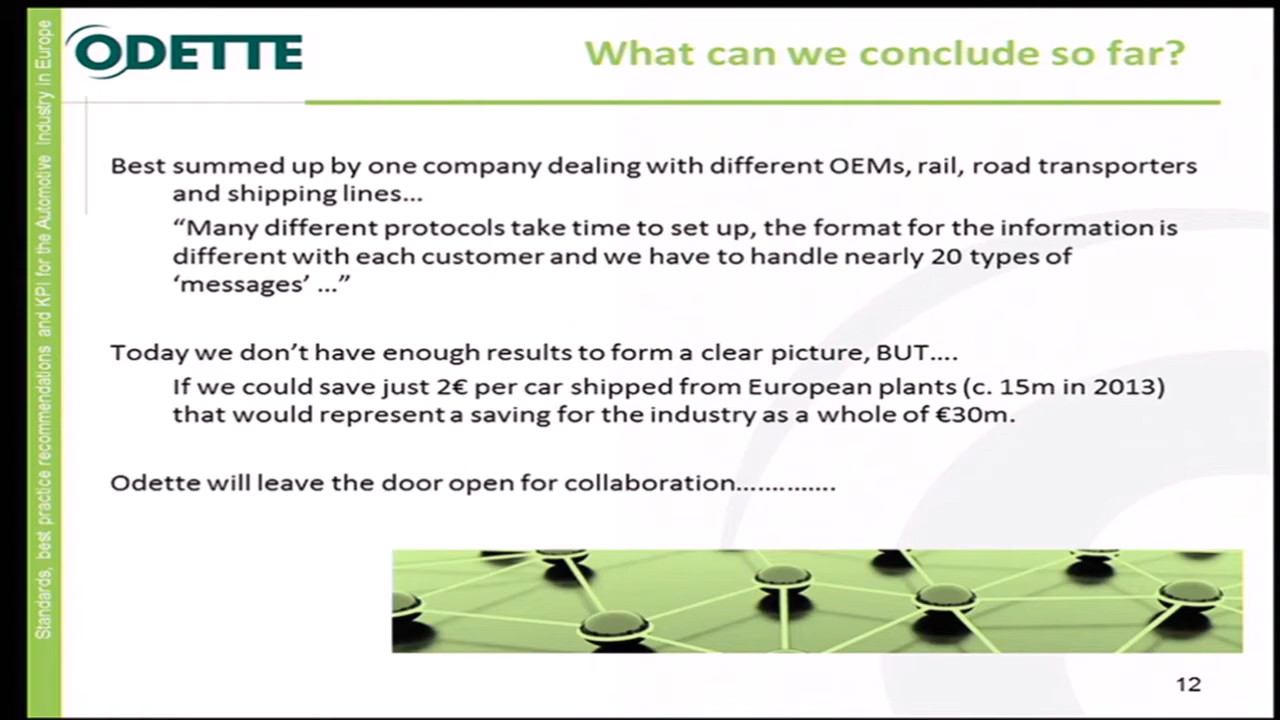 ODETTE
What can we conclude so far?
Standards, best practice recommendations and KPI for the Automotive Industry in Europe
Best summed up by one company dealing with different OEMs, rail, road transporters
and shipping lines…
“Many different protocols take time to set up, the format for the information is
different with each customer and we have to handle nearly 20 types of
‘messages’ …”
Today we don’t have enough results to form a clear picture, BUT….
If we could save just 2€ per car shipped from European plants (c. 15m in 2013)
that would represent a saving for the industry as a whole of €30m.
Odette will leave the door open for collaboration…..……..
12